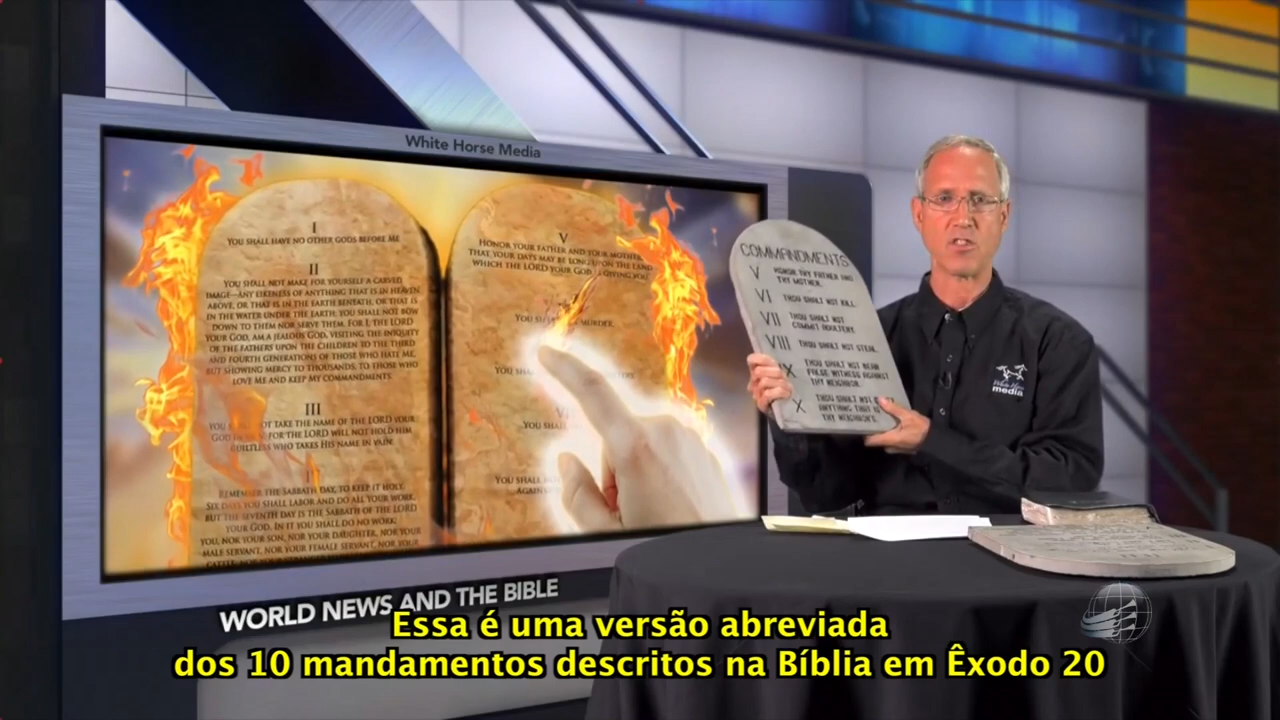 White Horse Media
I
YOU SHALL HAVE NO OTHER GODS BEFORE ME
II
YOU SHALL NOT MAKE FOR YOURSELF A CARVED
IMAGE—ANY LIKENESS OF ANYTHING THAT IS IN HEAVEN
ABOVE, OR THAT IS IN THE EARTH BENEATH, OR THAT IS
IN THE WATER UNDER THE EARTH; YOU SHALL NOT BOW
DOWN TO THEM NOR SERVE THEM. FOR I, THE LORD
YOUR GOD, AM A JEALOUS GOD, VISITING THE INIQUITY
OF THE FATHERS UPON THE CHILDREN TO THE THIRD
AND FOURTH GENERATIONS OF THOSE WHO HATE ME,
BUT SHOWING MERCY TO THOUSANDS, TO THOSE WHO
LOVE ME AND KEEP MY COMMANDMENTS.
III
YOU TAKE THE NAME OF THE LORD YOUR
GOD FOR THE LORD WILL NOT HOLD HIM
GUILTLESS WHO TAKES HIS NAME IN VAIN.
REMEMBER THE SABBATH DAY, TO KEEP IT HOLY.
SIX DAYS YOU SHALL LABOR AND DO ALL YOUR WORK,
BUT THE SEVENTH DAY IS THE SABBATH OF THE LORD
YOUR GOD. IN IT YOU SHALL DO NO WORK:
YOU, NOR YOUR SON, NOR YOUR DAUGHTER, NOR YOUR
MALE SERVANT, NOR YOUR FEMALE SERVANT, NOR YOUR
V
HONOR YOUR FATHER AND YOUR MOTHER,
THAT YOUR DAYS MAY BE LONG UPON THE LAND
WHICH THE LORD YOUR GOD IS GIVING YOU
YOU MURDER.
YOU
YOU
YOU SHALL
COMMANDMENTS
V HONOR THY FATHER AND
THY MOTHER.
VI THOU SHALT NOT KILL.
VII THOU SHALT NOT
COMMIT ADULTERY.
VIII THOU SHALT NOT STEAL.
THOU SHALT NOT BEAR
FALSE WITNESS AGAINST
THY NEIGHBOR.
X THOU SHALT NOT
ANYTHING THAT IS
THY NEIGHBOR'S.
White Horse
media
WORLD NEWS AND THE BIBLE
Essa é uma versão abreviada
dos 10 mandamentos descritos na Bíblia em Êxodo 20